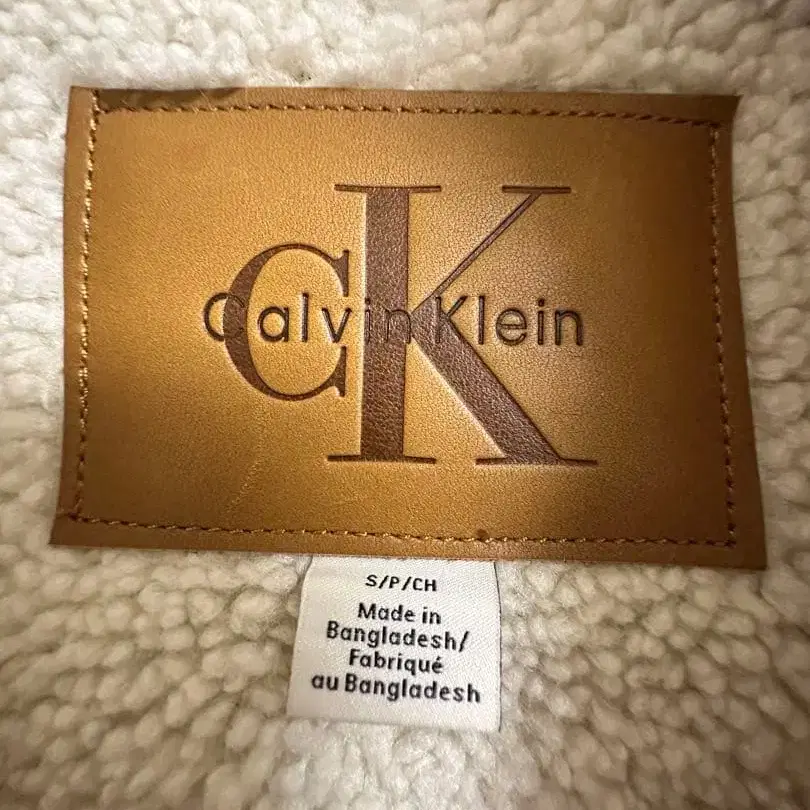 CK
Calvin Klein
S/P/CH
Made in
Bangladesh/
Fabriqué
au Bangladesh